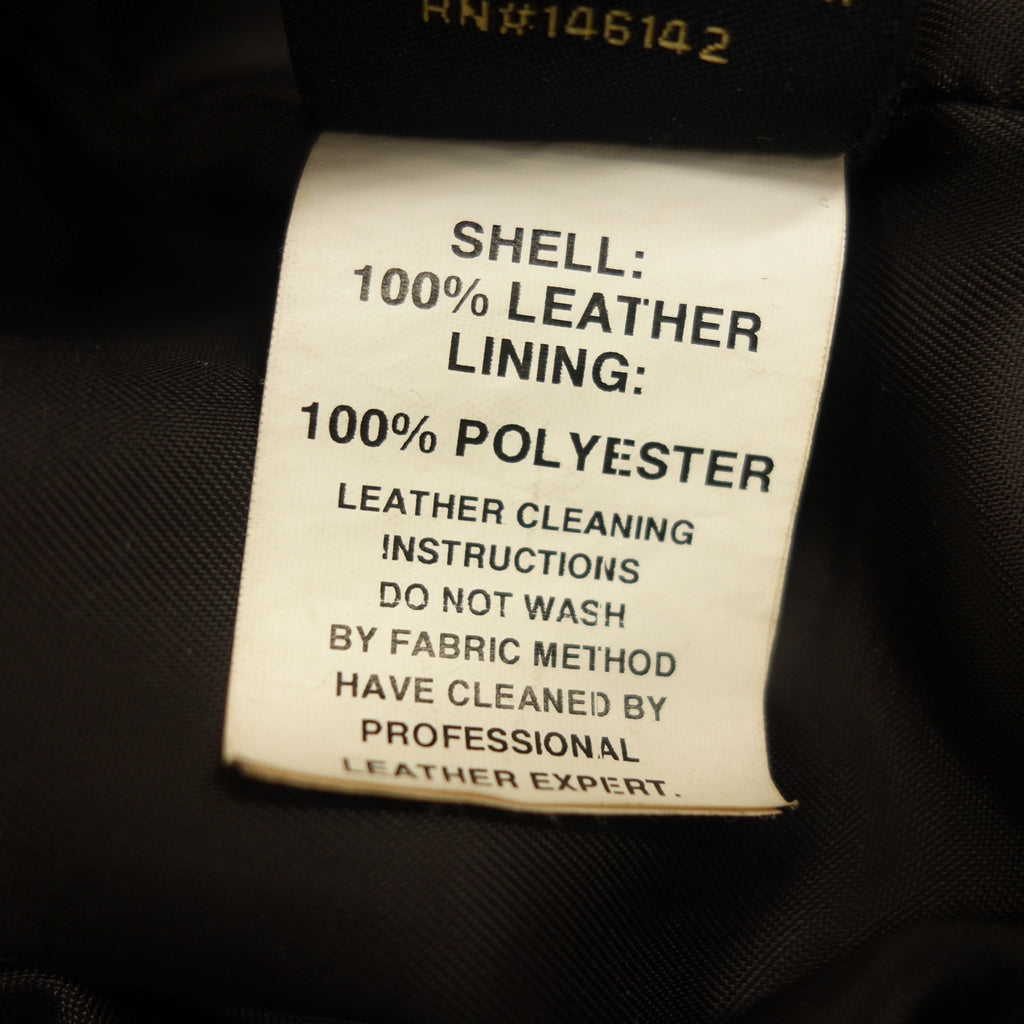 RN#146142
SHELL:
100% LEATHER
LINING:
100% POLYESTER
LEATHER CLEANING
INSTRUCTIONS
DO NOT WASH
BY FABRIC METHOD
HAVE CLEANED BY
PROFESSIONAL
LEATHER EXPERT.